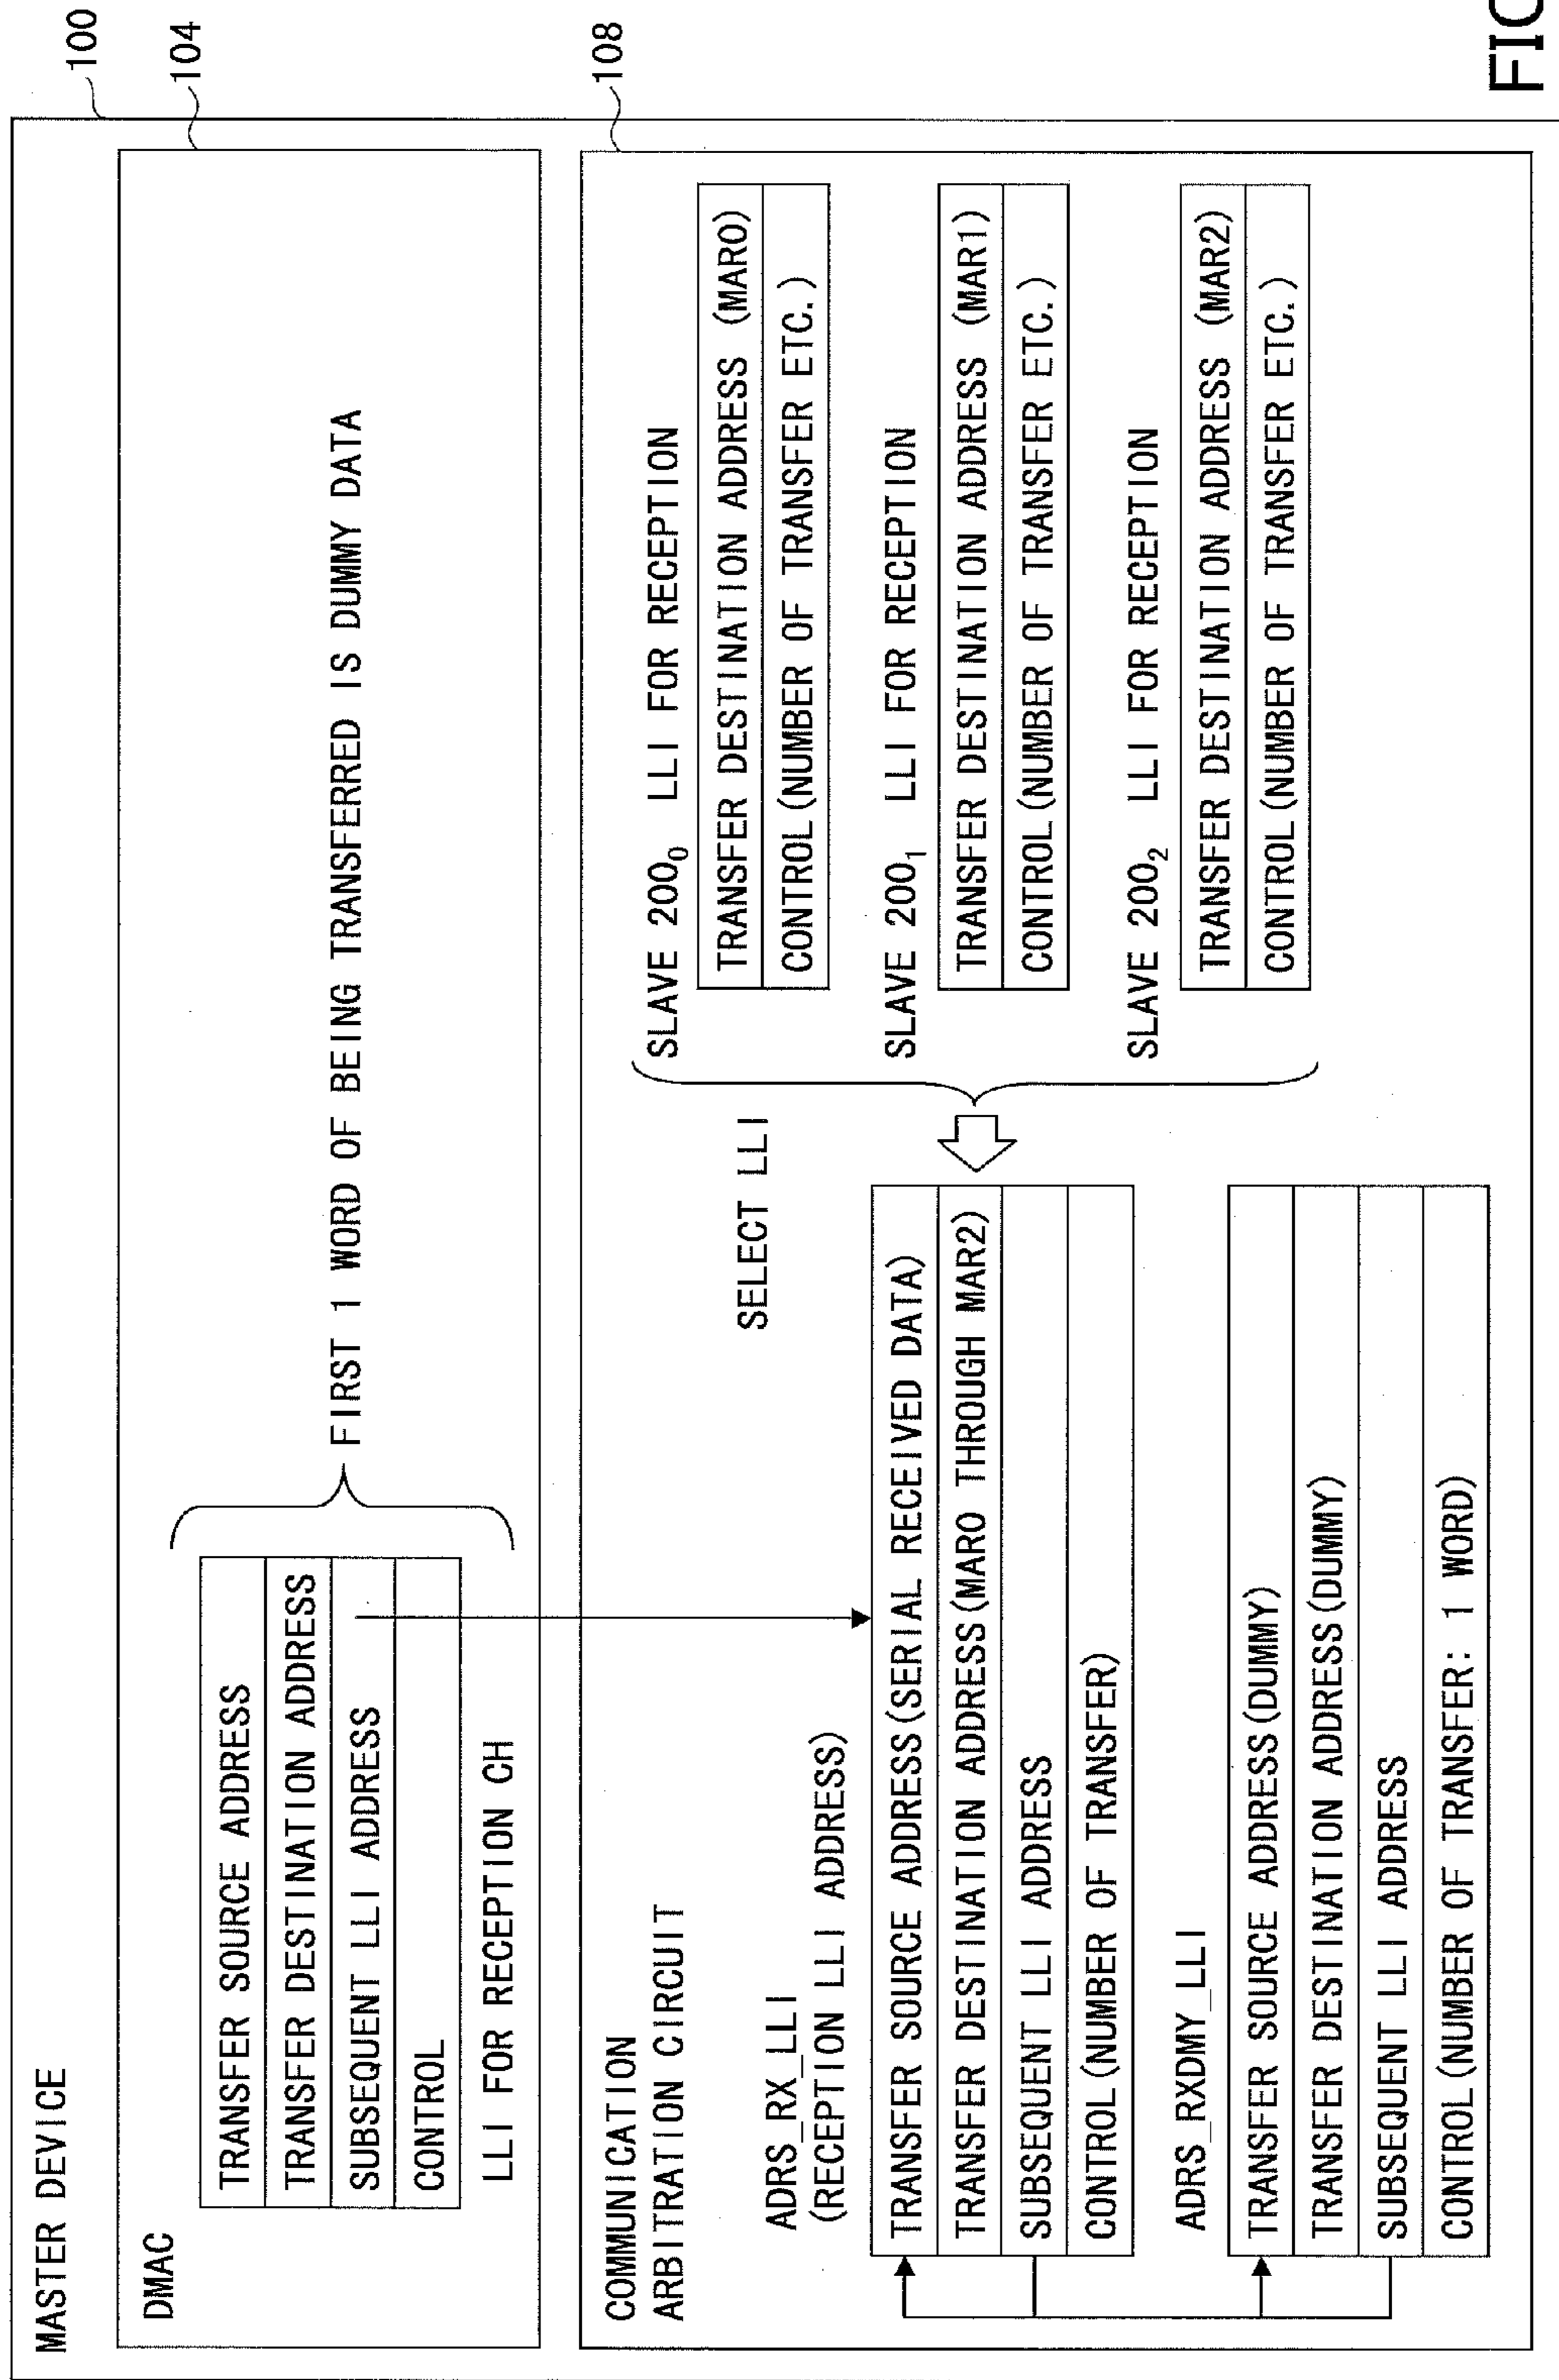 MASTER DEVICE
100
DMAC
104
TRANSFER SOURCE ADDRESS
TRANSFER DESTINATION ADDRESS
SUBSEQUENT LLI ADDRESS
CONTROL
LLI FOR RECEPTION CH
FIRST 1 WORD OF BEING TRANSFERRED IS DUMMY DATA
COMMUNICATION
ARBITRATION CIRCUIT
108
ADRS_RX_LLI
(RECEPTION LLI ADDRESS)
TRANSFER SOURCE ADDRESS(SERIAL RECEIVED DATA)
TRANSFER DESTINATION ADDRESS(MAR0 THROUGH MAR2)
SUBSEQUENT LLI ADDRESS
CONTROL(NUMBER OF TRANSFER)
ADRS_RXDMY_LLI
TRANSFER SOURCE ADDRESS(DUMMY)
TRANSFER DESTINATION ADDRESS(DUMMY)
SUBSEQUENT LLI ADDRESS
CONTROL(NUMBER OF TRANSFER: 1 WORD)
SELECT LLI
SLAVE 200₀ LLI FOR RECEPTION
TRANSFER DESTINATION ADDRESS (MAR0)
CONTROL(NUMBER OF TRANSFER ETC.)
SLAVE 200₁ LLI FOR RECEPTION
TRANSFER DESTINATION ADDRESS (MAR1)
CONTROL(NUMBER OF TRANSFER ETC.)
SLAVE 200₂ LLI FOR RECEPTION
TRANSFER DESTINATION ADDRESS (MAR2)
CONTROL(NUMBER OF TRANSFER ETC.)